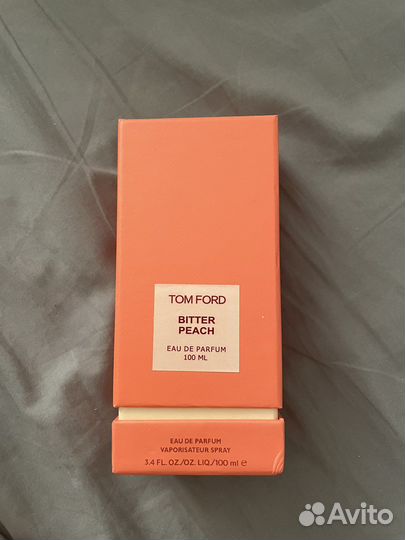 TOM FORD
BITTER
PEACH
EAU DE PARFUM
100 ML
EAU DE PARFUM
VAPORISATEUR SPRAY
3.4 FL. OZ./OZ. LIQ./100 ml ℮
Avito